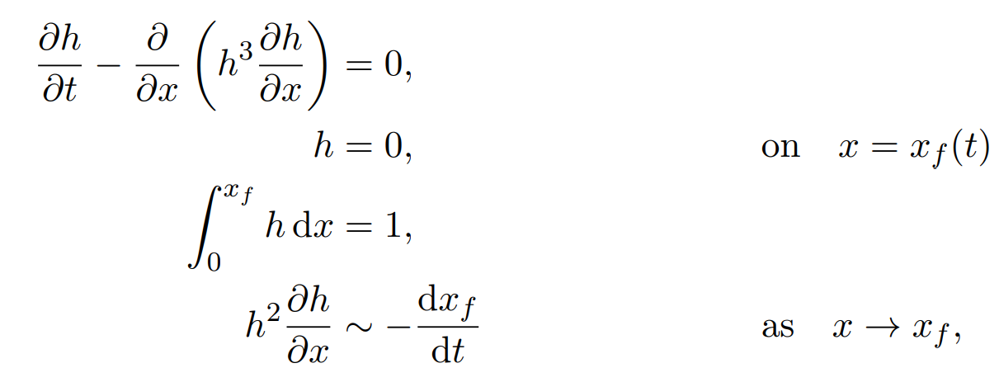 ∂h/∂t − ∂/∂x (h³ ∂h/∂x) = 0,
h = 0, on x = x_f(t)
∫₀^{x_f} h dx = 1,
h² ∂h/∂x ∼ − dx_f/dt as x → x_f,